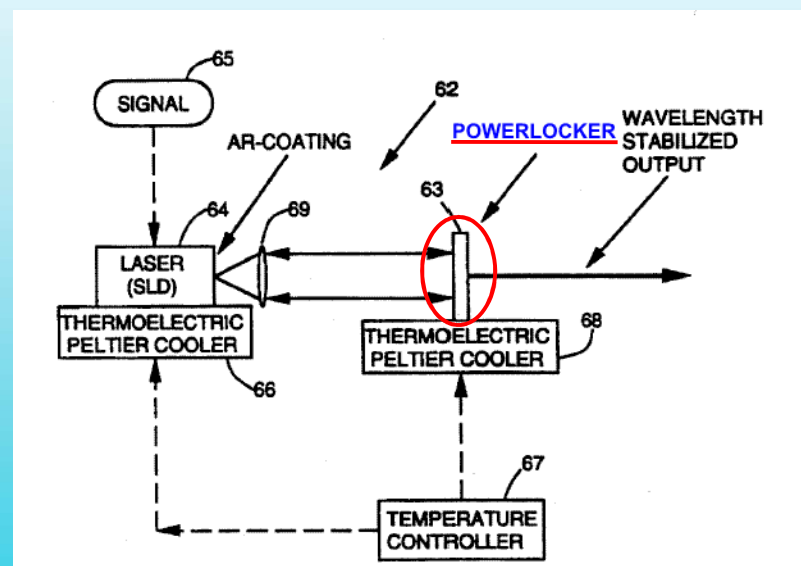 65
SIGNAL
62
AR-COATING
POWERLOCKER
WAVELENGTH
STABILIZED
OUTPUT
64
69
63
LASER
(SLD)
THERMOELECTRIC
PELTIER COOLER
66
THERMOELECTRIC
PELTIER COOLER
68
67
TEMPERATURE
CONTROLLER